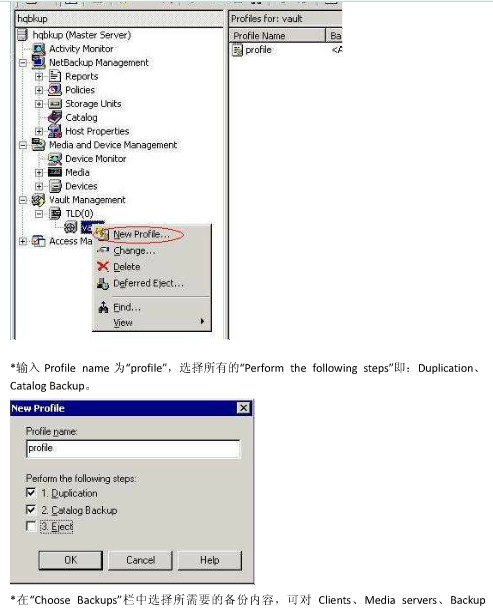 hqbkup
Profiles for: vault
hqbkup (Master Server)
Profile Name
Ba
Activity Monitor
profile
<A
NetBackup Management
Reports
Policies
Storage Units
Catalog
Host Properties
Media and Device Management
Device Monitor
Media
Devices
Vault Management
TLD(0)
New Profile...
Access Ma
Change...
Delete
Deferred Eject...
Find...
View
*输入 Profile name 为“profile”，选择所有的“Perform the following steps”即：Duplication、
Catalog Backup。
New Profile
Profile name:
profile
Perform the following steps:
1. Duplication
2. Catalog Backup
3. Eject
OK
Cancel
Help
*在“Choose Backups”栏中选择所需要的备份内容，可对 Clients、Media servers、Backup